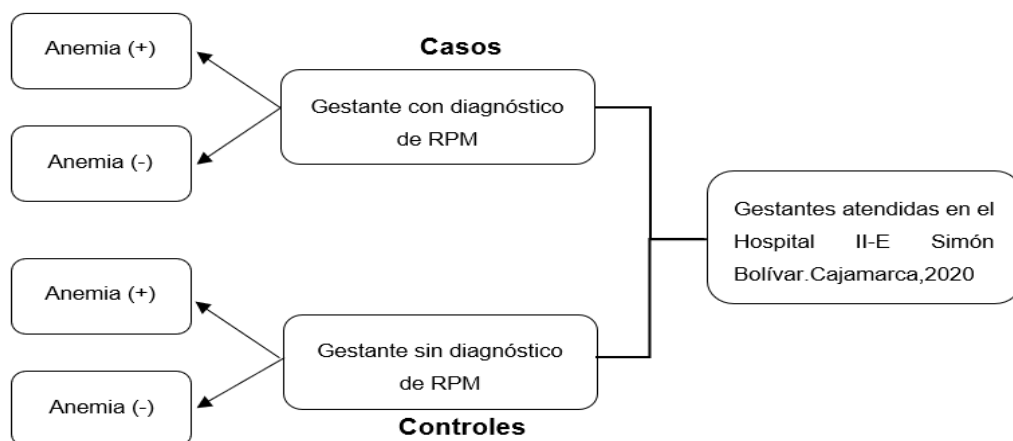 Anemia (+)
Casos
Gestante con diagnóstico
de RPM
Anemia (-)
Gestantes atendidas en el
Hospital II-E Simón
Bolívar.Cajamarca,2020
Anemia (+)
Gestante sin diagnóstico
de RPM
Anemia (-)
Controles